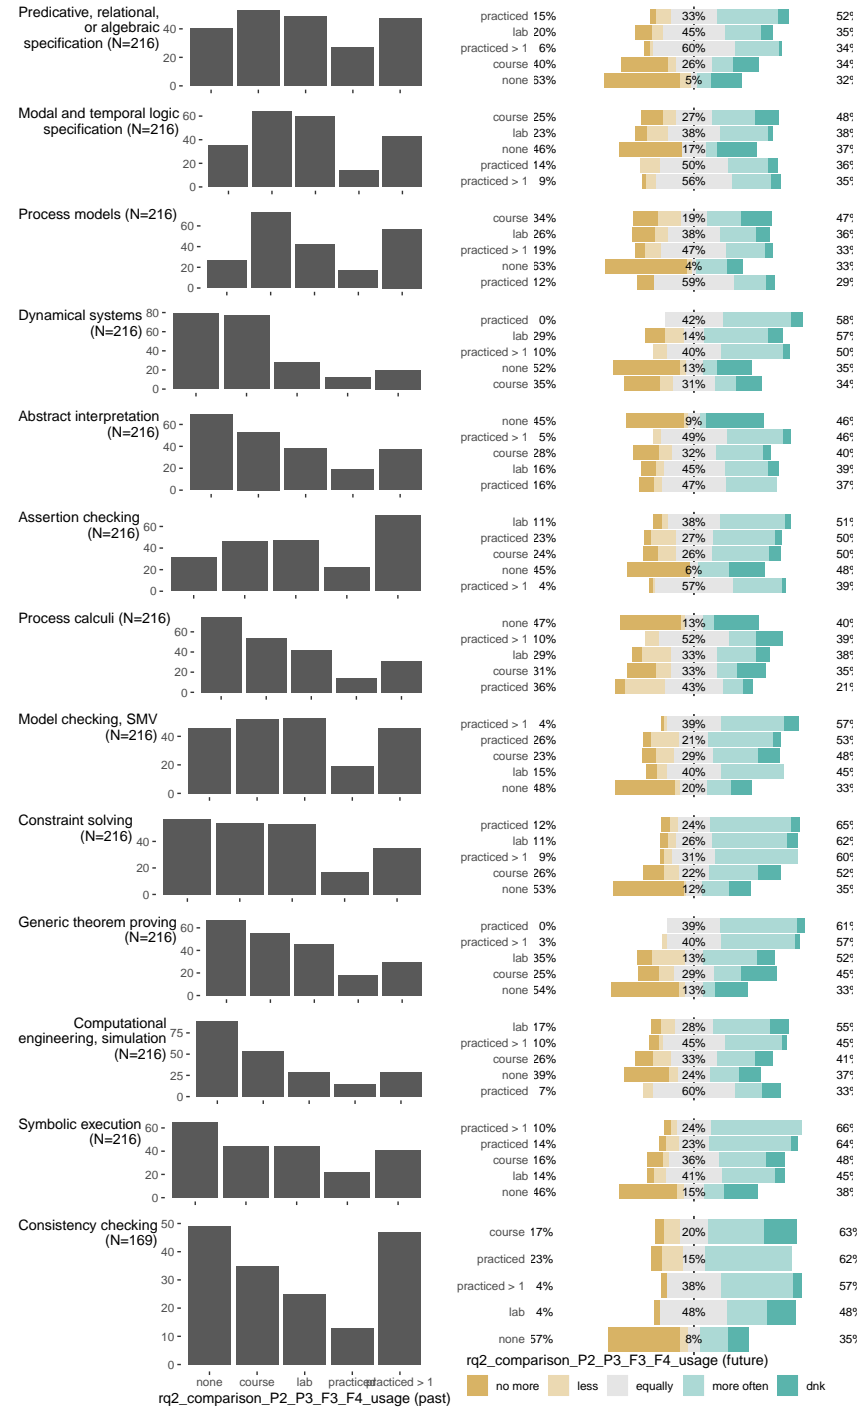 Predicative, relational,
or algebraic
specification (N=216)
40 -
20 -
0 -
practiced 15% 33% 52%
lab 20% 45% 35%
practiced > 1 6% 60% 34%
course 40% 26% 34%
none 63% 5% 32%
Modal and temporal logic
specification (N=216)
60 -
40 -
20 -
0 -
course 25% 27% 48%
lab 23% 38% 38%
none 46% 17% 37%
practiced 14% 50% 36%
practiced > 1 9% 56% 35%
Process models (N=216)
60 -
40 -
20 -
0 -
course 34% 19% 47%
lab 26% 38% 36%
practiced > 1 19% 47% 33%
none 63% 4% 33%
practiced 12% 59% 29%
Dynamical systems
(N=216)
80 -
60 -
40 -
20 -
0 -
practiced 0% 42% 58%
lab 29% 14% 57%
practiced > 1 10% 40% 50%
none 52% 13% 35%
course 35% 31% 34%
Abstract interpretation
(N=216)
60 -
40 -
20 -
0 -
none 45% 9% 46%
practiced > 1 5% 49% 46%
course 28% 32% 40%
lab 16% 45% 39%
practiced 16% 47% 37%
Assertion checking
(N=216)
60 -
40 -
20 -
0 -
lab 11% 38% 51%
practiced 23% 27% 50%
course 24% 26% 50%
none 45% 6% 48%
practiced > 1 4% 57% 39%
Process calculi (N=216)
60 -
40 -
20 -
0 -
none 47% 13% 40%
practiced > 1 10% 52% 39%
lab 29% 33% 38%
course 31% 33% 35%
practiced 36% 43% 21%
Model checking, SMV
(N=216)
40 -
20 -
0 -
practiced > 1 4% 39% 57%
practiced 26% 21% 53%
course 23% 29% 48%
lab 15% 40% 45%
none 48% 20% 33%
Constraint solving
(N=216)
40 -
20 -
0 -
practiced 12% 24% 65%
lab 11% 26% 62%
practiced > 1 9% 31% 60%
course 26% 22% 52%
none 53% 12% 35%
Generic theorem proving
(N=216)
60 -
40 -
20 -
0 -
practiced 0% 39% 61%
practiced > 1 3% 40% 57%
lab 35% 13% 52%
course 25% 29% 45%
none 54% 13% 33%
Computational
engineering, simulation
(N=216)
75 -
50 -
25 -
0 -
lab 17% 28% 55%
practiced > 1 10% 45% 45%
course 26% 33% 41%
none 39% 24% 37%
practiced 7% 60% 33%
Symbolic execution
(N=216)
60 -
40 -
20 -
0 -
practiced > 1 10% 24% 66%
practiced 14% 23% 64%
course 16% 36% 48%
lab 14% 41% 45%
none 46% 15% 38%
Consistency checking
(N=169)
50 -
40 -
30 -
20 -
10 -
0 -
none course lab practiced practiced > 1
rq2_comparison_P2_P3_F3_F4_usage (past)
course 17% 20% 63%
practiced 23% 15% 62%
practiced > 1 4% 38% 57%
lab 4% 48% 48%
none 57% 8% 35%
rq2_comparison_P2_P3_F3_F4_usage (future)
no more less equally more often dnk